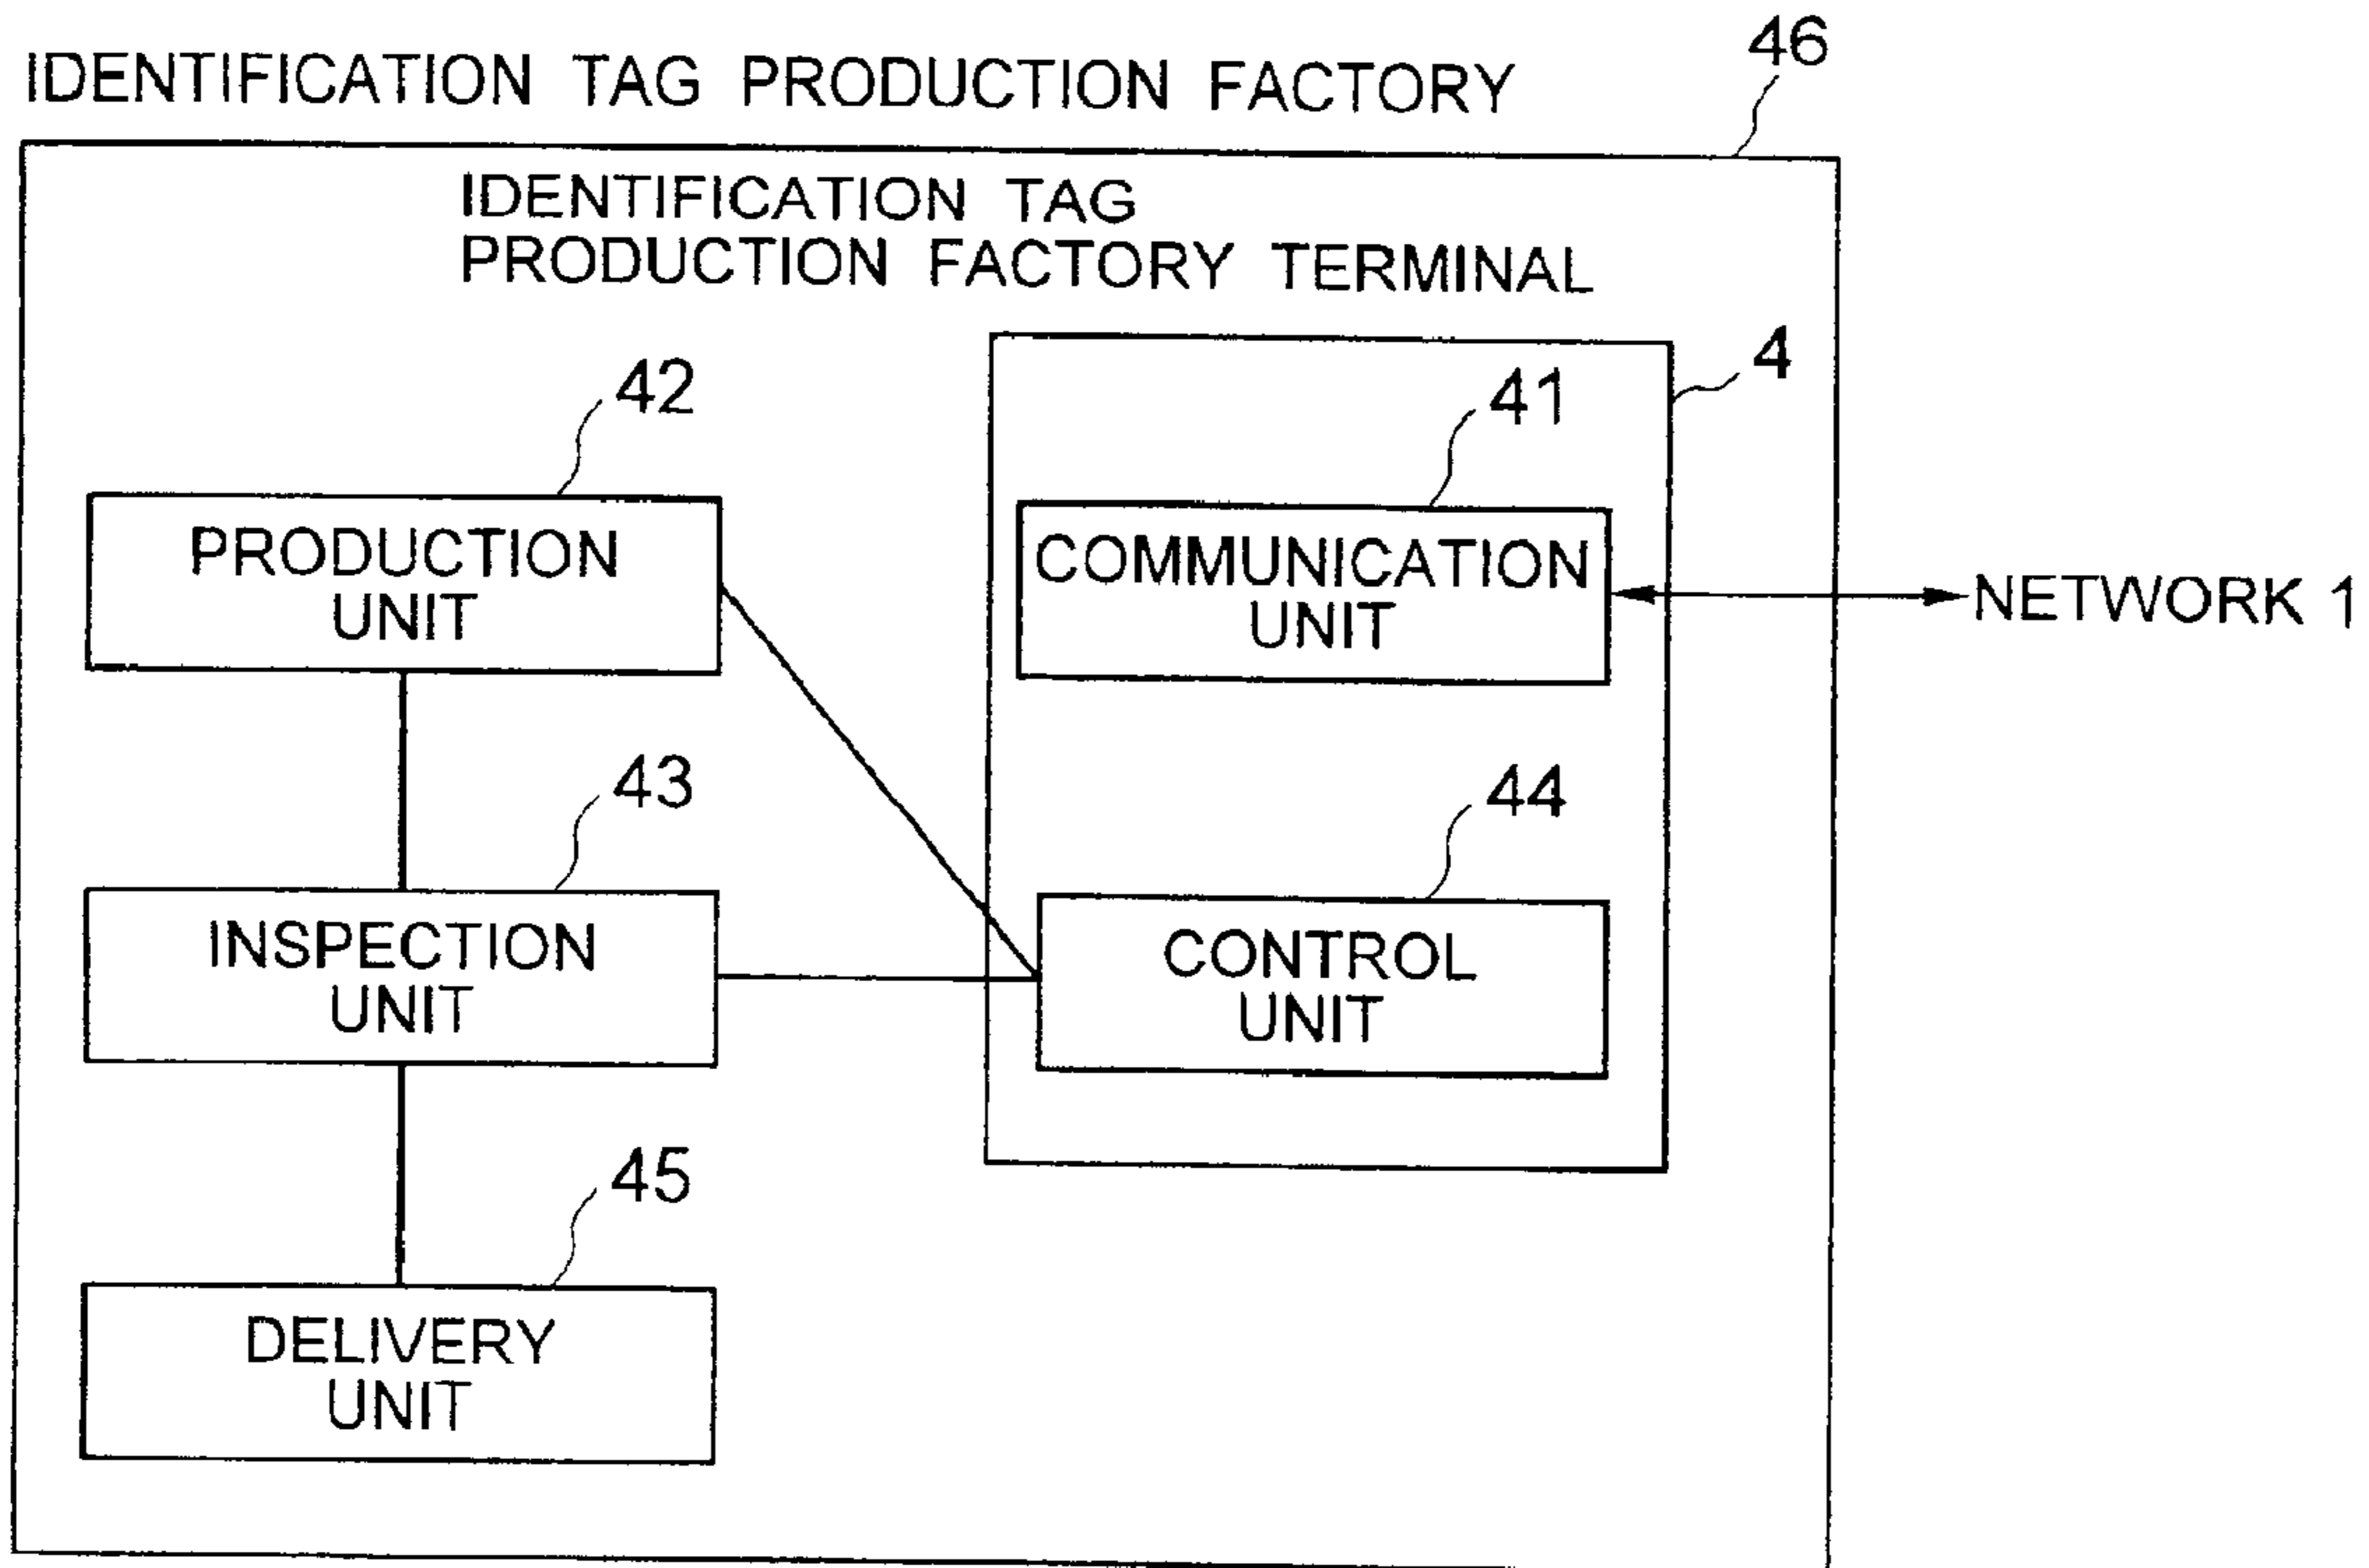 46
IDENTIFICATION TAG PRODUCTION FACTORY
IDENTIFICATION TAG
PRODUCTION FACTORY TERMINAL
4
42
41
PRODUCTION
UNIT
COMMUNICATION
UNIT
NETWORK 1
43
44
INSPECTION
UNIT
CONTROL
UNIT
45
DELIVERY
UNIT